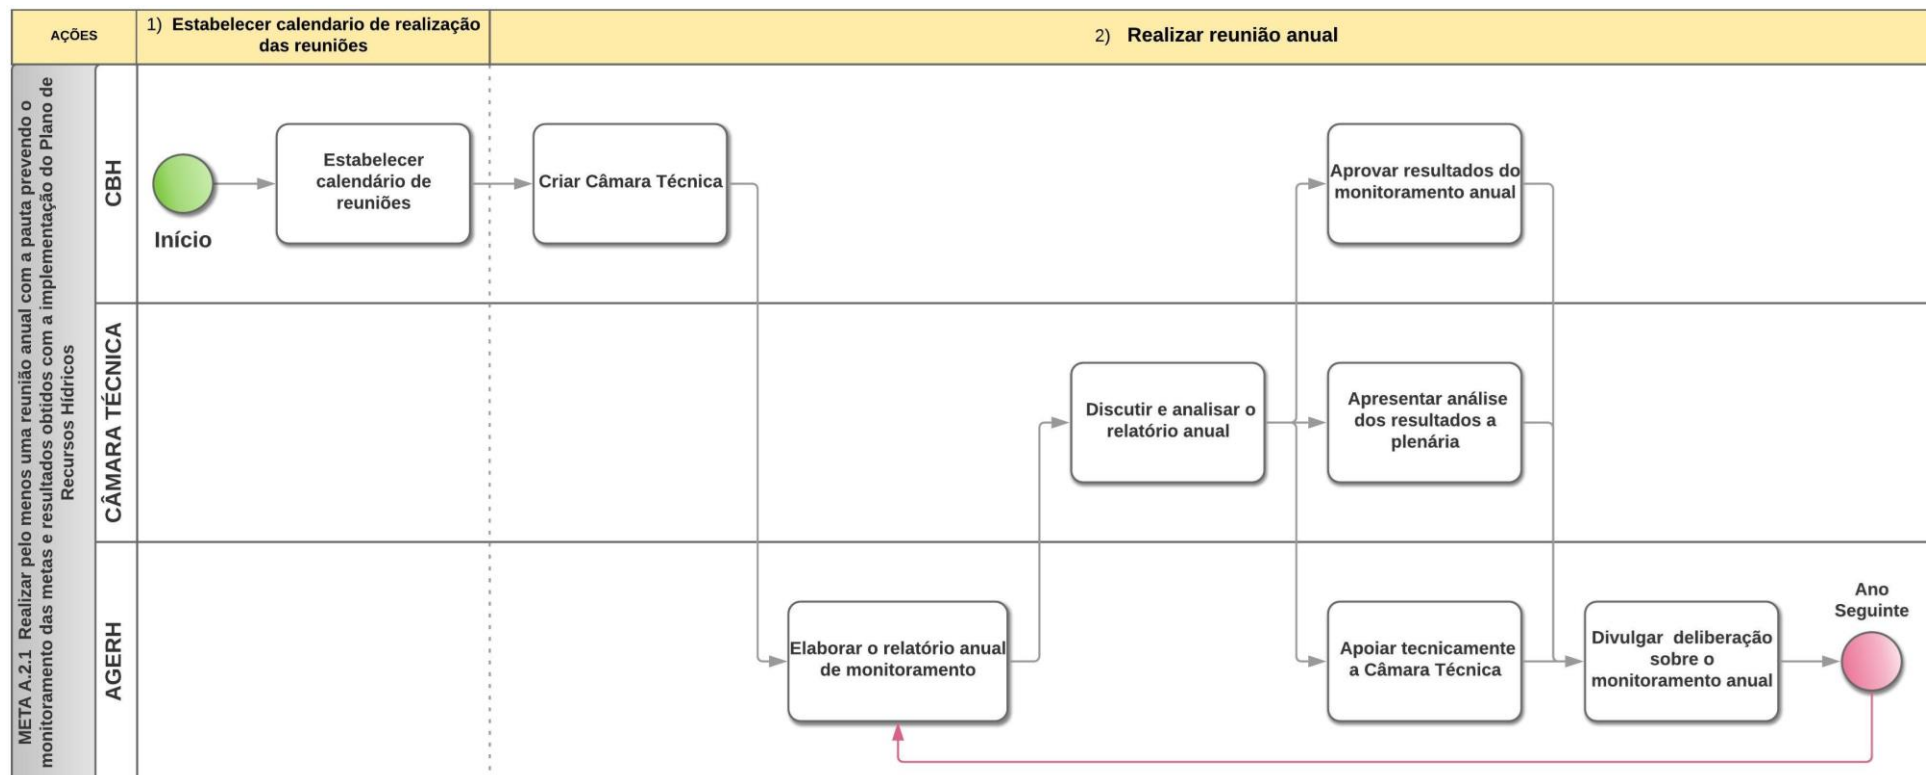 AÇÕES
1) Estabelecer calendario de realização
das reuniões
2) Realizar reunião anual
META A.2.1 Realizar pelo menos uma reunião anual com a pauta prevendo o
monitoramento das metas e resultados obtidos com a implementação do Plano de
Recursos Hídricos
CBH
Início
Estabelecer
calendário de
reuniões
Criar Câmara Técnica
Aprovar resultados do
monitoramento anual
CÂMARA TÉCNICA
Discutir e analisar o
relatório anual
Apresentar análise
dos resultados a
plenária
AGERH
Elaborar o relatório anual
de monitoramento
Apoiar tecnicamente
a Câmara Técnica
Divulgar deliberação
sobre o
monitoramento anual
Ano
Seguinte